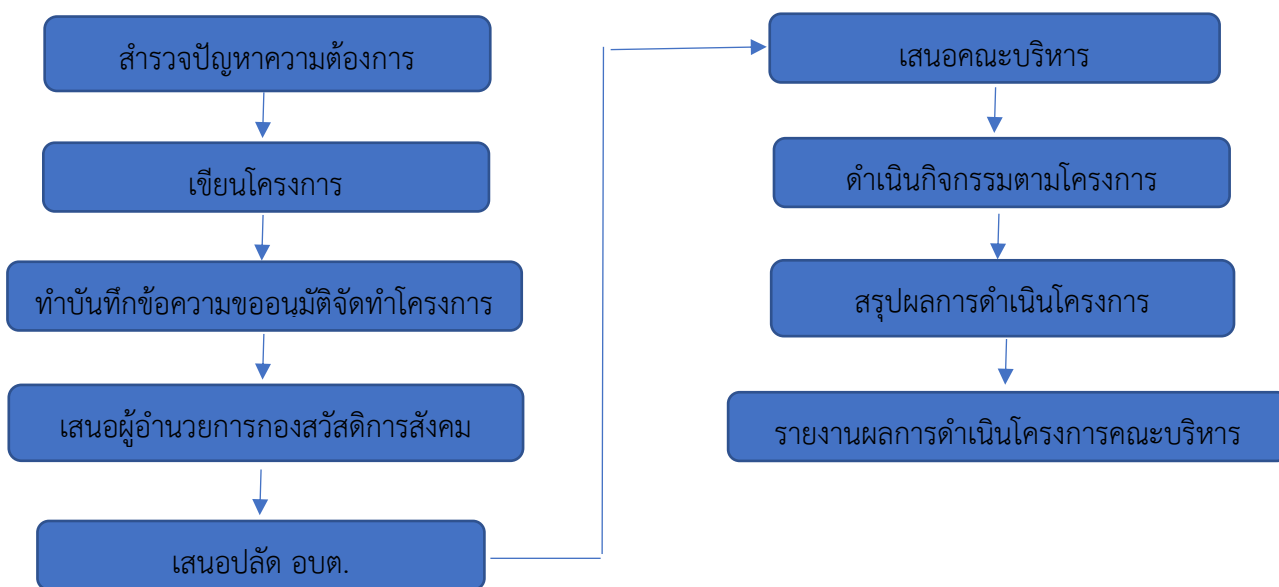 สำรวจปัญหาความต้องการ
เขียนโครงการ
ทำบันทึกข้อความขออนุมัติจัดทำโครงการ
เสนอผู้อำนวยการกองสวัสดิการสังคม
เสนอปลัด อบต.
เสนอคณะบริหาร
ดำเนินกิจกรรมตามโครงการ
สรุปผลการดำเนินโครงการ
รายงานผลการดำเนินโครงการคณะบริหาร